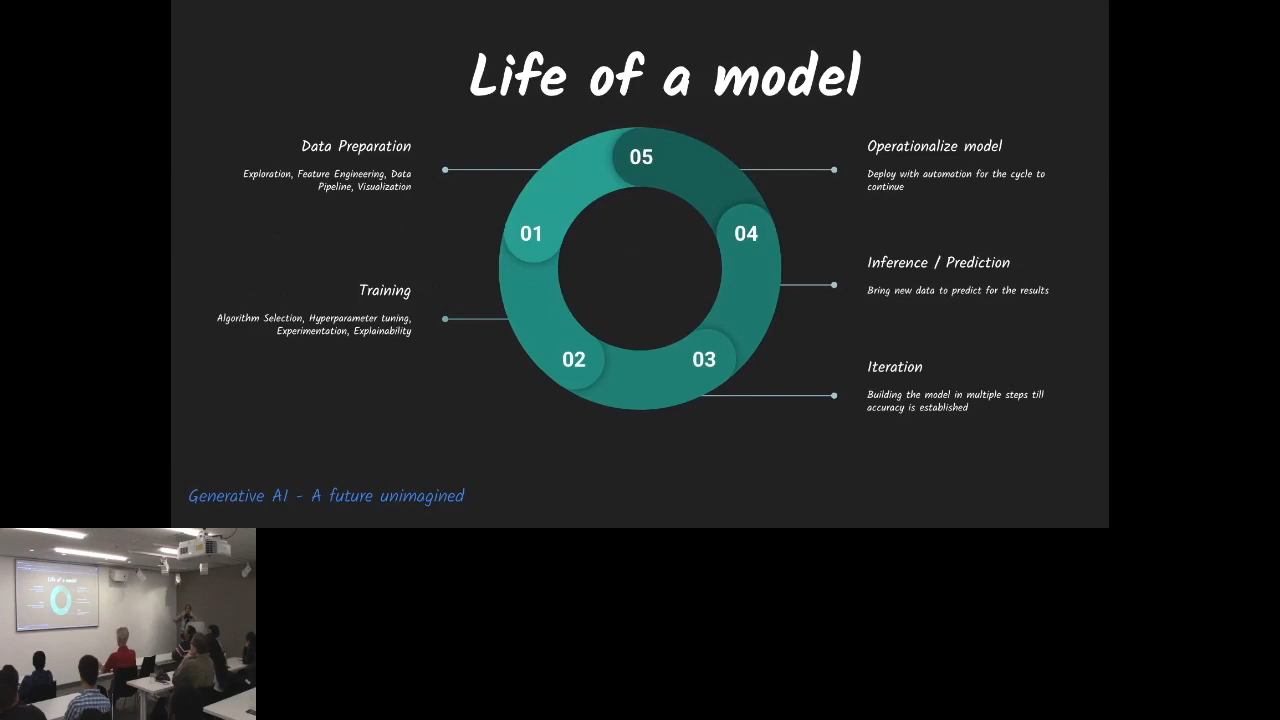 Life of a model
Data Preparation
Exploration, Feature Engineering, Data
Pipeline, Visualization
Training
Algorithm Selection, Hyperparameter tuning,
Experimentation, Explainability
01
02
03
04
05
Operationalize model
Deploy with automation for the cycle to
continue
Inference / Prediction
Bring new data to predict for the results
Iteration
Building the model in multiple steps till
accuracy is established
Generative AI - A future unimagined
Life of a model